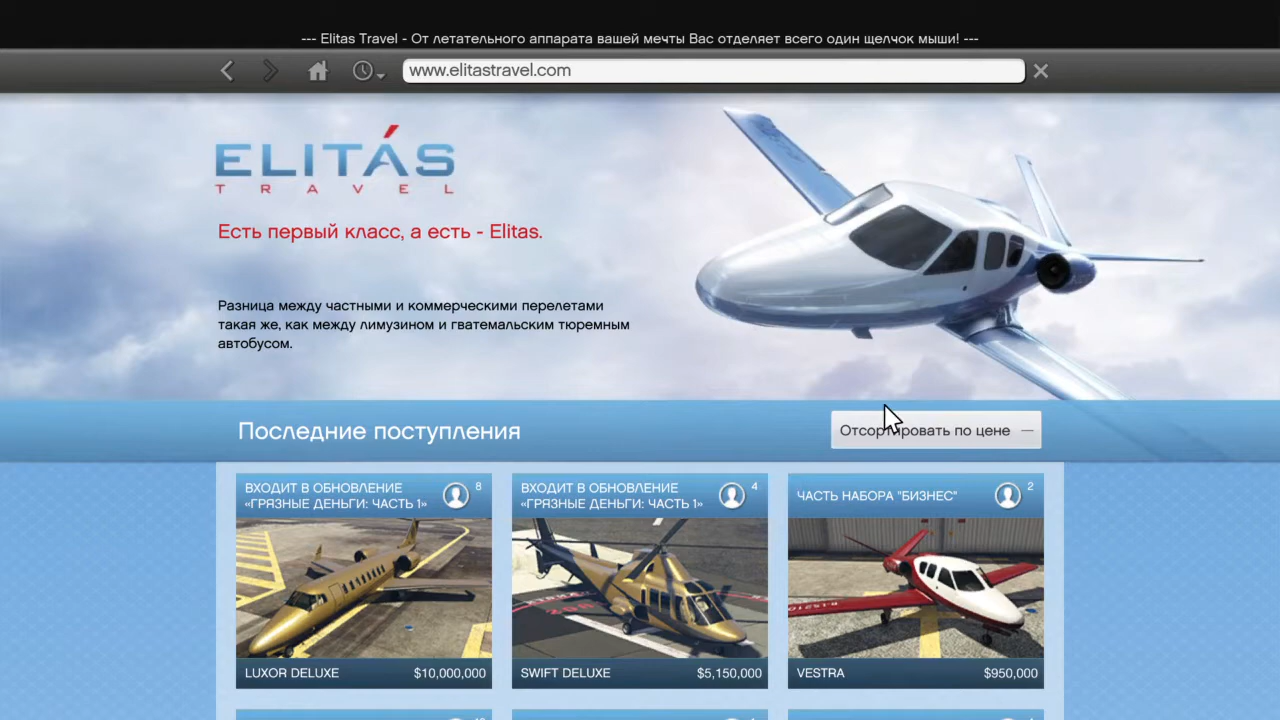 --- Elitas Travel - От летательного аппарата вашей мечты Вас отделяет всего один щелчок мыши! ---
www.elitastravel.com
ELITÁS
TRAVEL
Есть первый класс, а есть - Elitas.
Разница между частными и коммерческими перелетами
такая же, как между лимузином и гватемальским тюремным
автобусом.
Последние поступления
Отсортировать по цене
ВХОДИТ В ОБНОВЛЕНИЕ
«ГРЯЗНЫЕ ДЕНЬГИ: ЧАСТЬ 1»
8
LUXOR DELUXE
$10,000,000
ВХОДИТ В ОБНОВЛЕНИЕ
«ГРЯЗНЫЕ ДЕНЬГИ: ЧАСТЬ 1»
4
SWIFT DELUXE
$5,150,000
ЧАСТЬ НАБОРА "БИЗНЕС"
2
VESTRA
$950,000